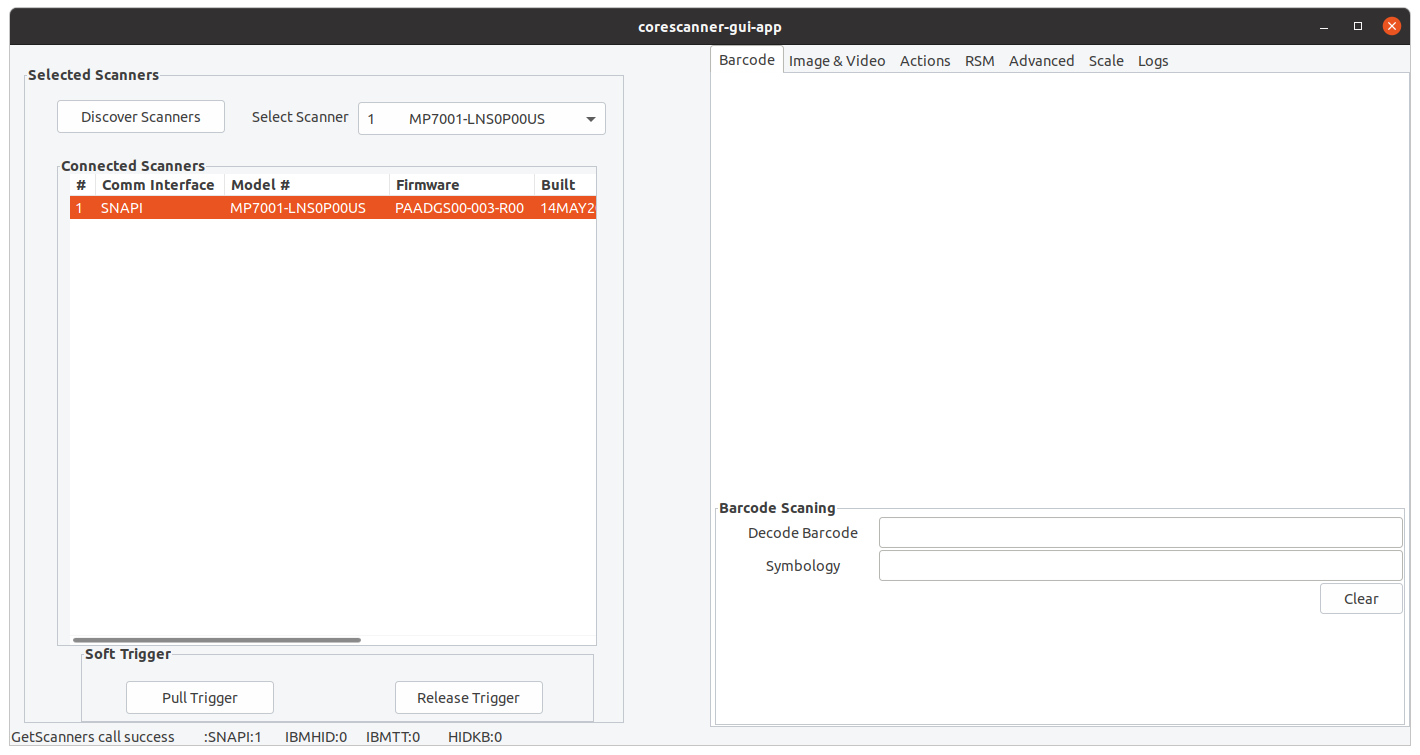 corescanner-gui-app
Selected Scanners
Discover Scanners Select Scanner 1 MP7001-LNS0P00US
Connected Scanners
# Comm Interface Model # Firmware Built
1 SNAPI MP7001-LNS0P00US PAADGS00-003-R00 14MAY2
Soft Trigger
Pull Trigger Release Trigger
GetScanners call success :SNAPI:1 IBMHID:0 IBMTT:0 HIDKB:0
Barcode Image & Video Actions RSM Advanced Scale Logs
Barcode Scaning
Decode Barcode
Symbology
Clear